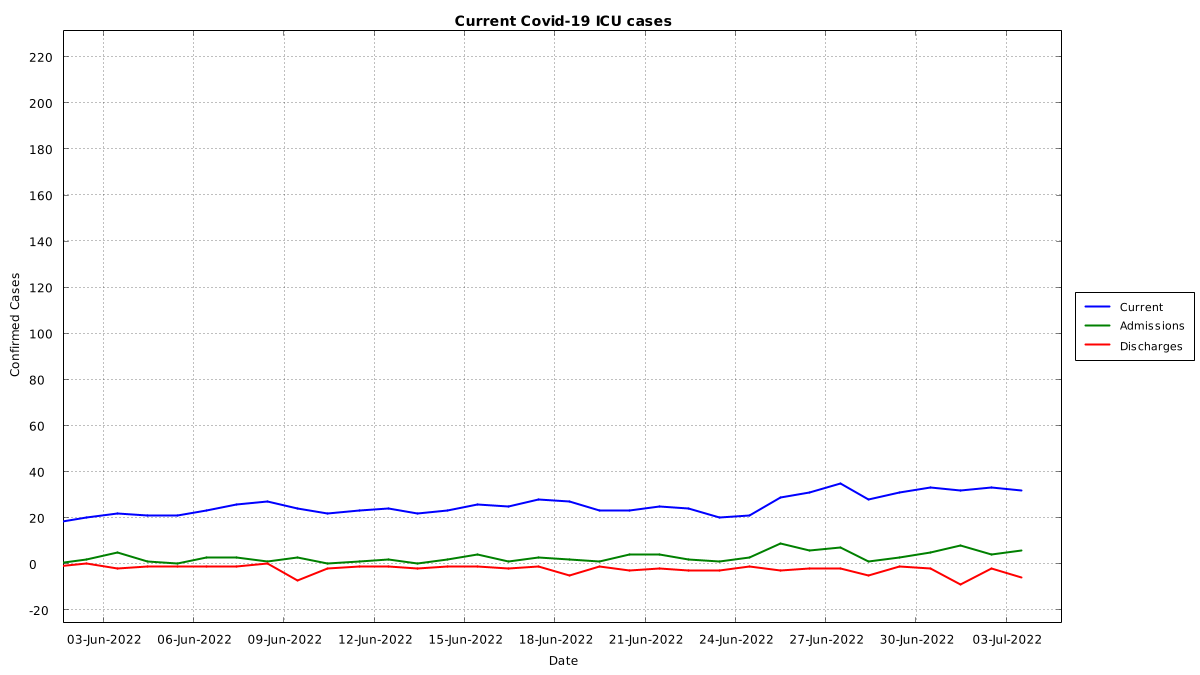 Current Covid-19 ICU cases
220
200
180
160
140
120
100
80
60
40
20
0
-20
Confirmed Cases
03-Jun-2022 06-Jun-2022 09-Jun-2022 12-Jun-2022 15-Jun-2022 18-Jun-2022 21-Jun-2022 24-Jun-2022 27-Jun-2022 30-Jun-2022 03-Jul-2022
Date
Current
Admissions
Discharges